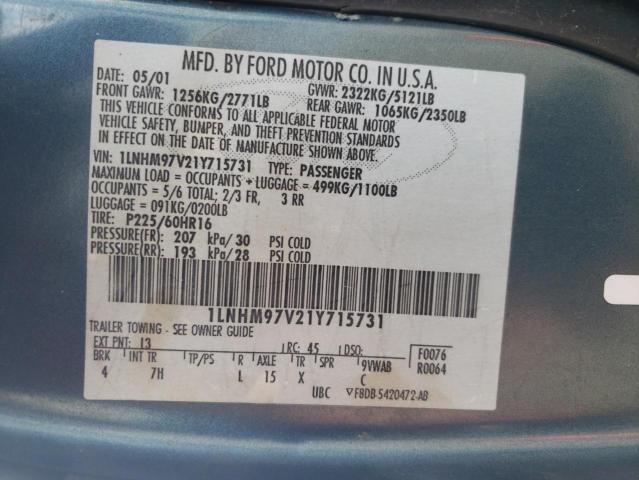 MFD. BY FORD MOTOR CO. IN U.S.A.
DATE: 05/01 GVWR: 2322KG/5121LB
FRONT GAWR: 1256KG/2771LB REAR GAWR: 1065KG/2350LB
THIS VEHICLE CONFORMS TO ALL APPLICABLE FEDERAL MOTOR
VEHICLE SAFETY, BUMPER, AND THEFT PREVENTION STANDARDS
IN EFFECT ON THE DATE OF MANUFACTURE SHOWN ABOVE.
VIN: 1LNHM97V21Y715731 TYPE: PASSENGER
MAXIMUM LOAD = OCCUPANTS + LUGGAGE = 499KG/1100LB
OCCUPANTS = 5/6 TOTAL; 2/3 FR, 3 RR
LUGGAGE = 091KG/0200LB
TIRE: P225/60HR16
PRESSURE(FR) 207 kPa/30 PSI COLD
PRESSURE(RR) 193 kPa/28 PSI COLD
1LNHM97V21Y715731
TRAILER TOWING - SEE OWNER GUIDE
EXT PNT: I3 RC: 45 DSO: F0076
BRK INT TR TP/PS R AXLE TR SPR 9VWAB R0064
4 7H L 15 X C
UBC ▽F8DB-5420472-AB